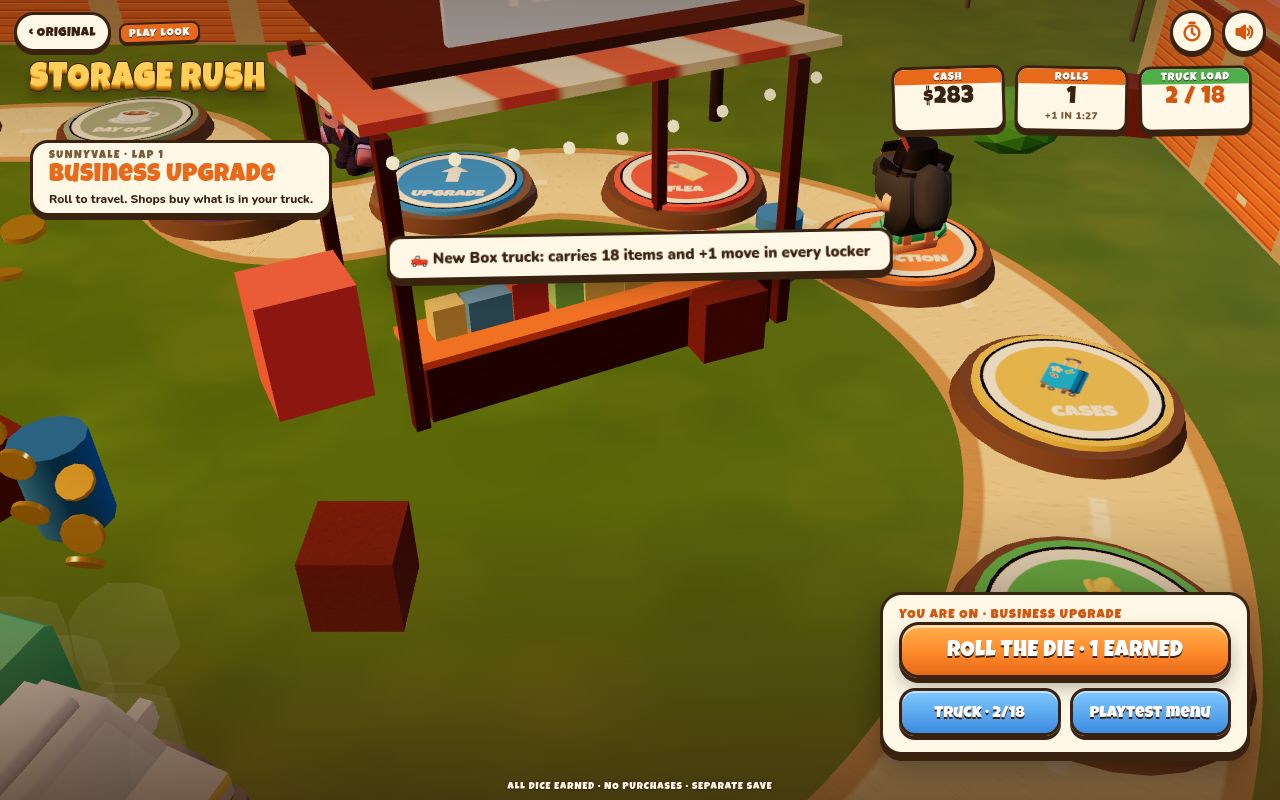 ‹ ORIGINAL
PLAY LOOK
STORAGE RUSH
SUNNYVALE · LAP 1
BUSINESS UPGRADE
Roll to travel. Shops buy what is in your truck.
CASH
$283
ROLLS
1
+1 IN 1:27
TRUCK LOAD
2 / 18
DAY OFF
UPGRADE
FLEA
New Box truck: carries 18 items and +1 move in every locker
CASES
YOU ARE ON · BUSINESS UPGRADE
ROLL THE DIE · 1 EARNED
TRUCK · 2/18
PLAYTEST MENU
ALL DICE EARNED · NO PURCHASES · SEPARATE SAVE